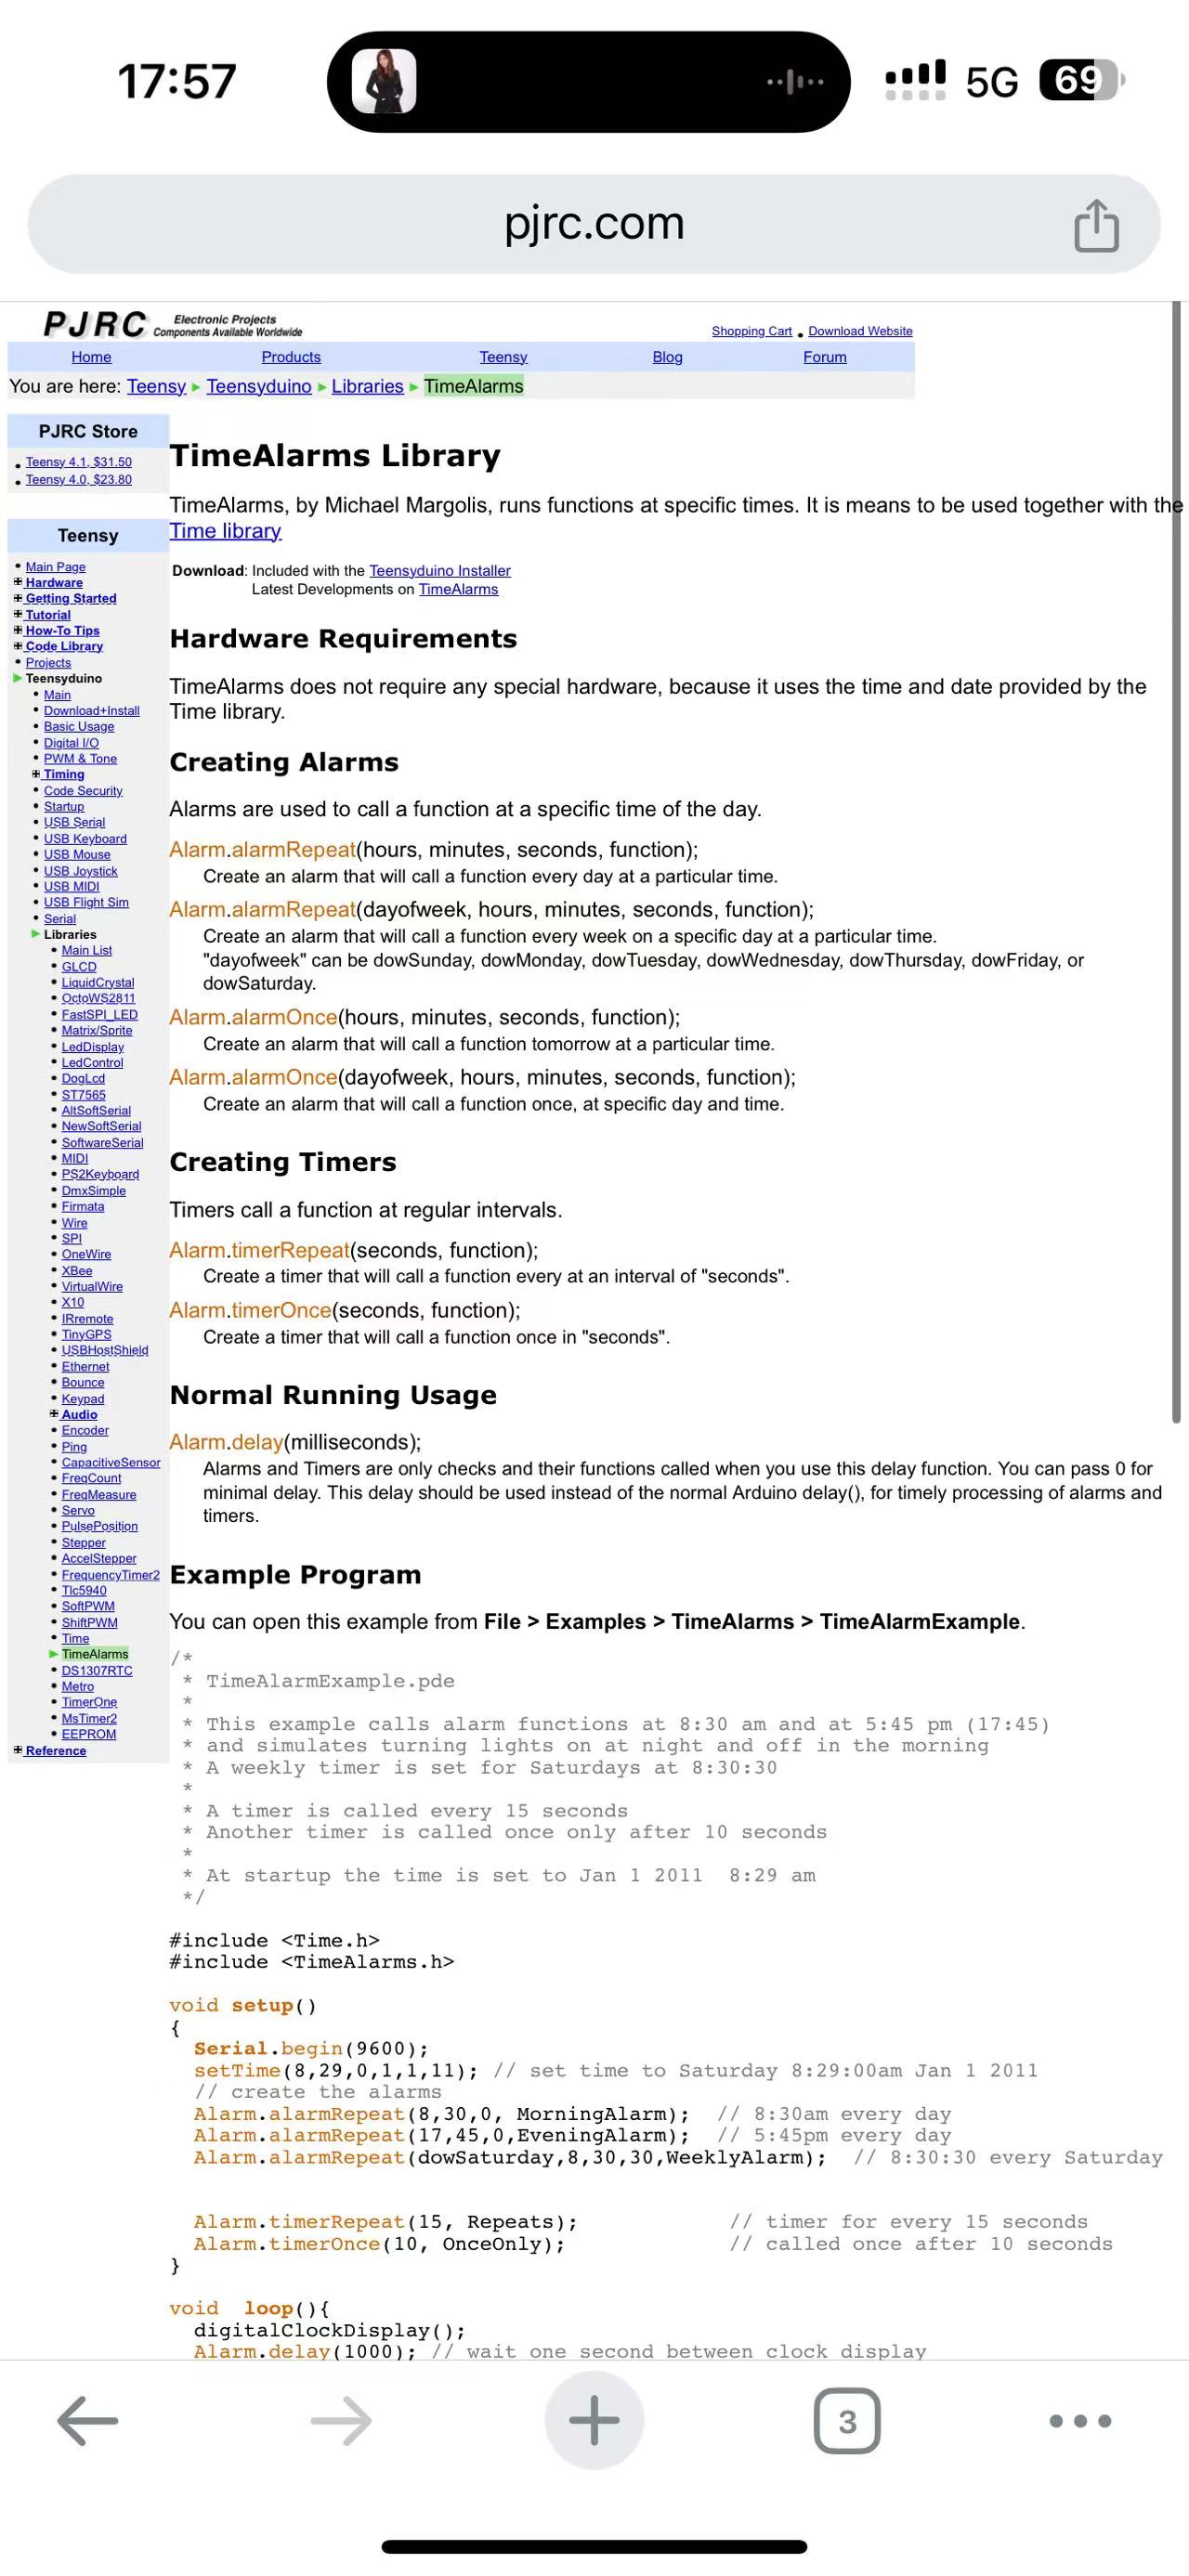 17:57
5G
69
pjrc.com
PJRC Electronic Projects
Components Available Worldwide
Shopping Cart Download Website
Home Products Teensy Blog Forum
You are here: Teensy Teensyduino Libraries TimeAlarms
PJRC Store
Teensy 4.1, $31.50
Teensy 4.0, $23.80
Teensy
Main Page
Hardware
Getting Started
Tutorial
How-To Tips
Code Library
Projects
Teensyduino
Main
Download+Install
Basic Usage
Digital I/O
PWM & Tone
Timing
Code Security
Startup
USB Serial
USB Keyboard
USB Mouse
USB Joystick
USB MIDI
USB Flight Sim
Serial
Libraries
Main List
GLCD
LiquidCrystal
OctoWS2811
FastSPI_LED
Matrix/Sprite
LedDisplay
LedControl
DogLcd
ST7565
AltSoftSerial
NewSoftSerial
SoftwareSerial
MIDI
PS2Keyboard
DmxSimple
Firmata
Wire
SPI
OneWire
XBee
VirtualWire
X10
IRremote
TinyGPS
USBHostShield
Ethernet
Bounce
Keypad
Audio
Encoder
Ping
CapacitiveSensor
FreqCount
FreqMeasure
Servo
PulsePosition
Stepper
AccelStepper
FrequencyTimer2
Tlc5940
SoftPWM
ShiftPWM
Time
TimeAlarms
DS1307RTC
Metro
TimerOne
MsTimer2
EEPROM
Reference
TimeAlarms Library
TimeAlarms, by Michael Margolis, runs functions at specific times. It is means to be used together with the
Time library
Download: Included with the Teensyduino Installer
Latest Developments on TimeAlarms
Hardware Requirements
TimeAlarms does not require any special hardware, because it uses the time and date provided by the
Time library.
Creating Alarms
Alarms are used to call a function at a specific time of the day.
Alarm.alarmRepeat(hours, minutes, seconds, function);
Create an alarm that will call a function every day at a particular time.
Alarm.alarmRepeat(dayofweek, hours, minutes, seconds, function);
Create an alarm that will call a function every week on a specific day at a particular time.
"dayofweek" can be dowSunday, dowMonday, dowTuesday, dowWednesday, dowThursday, dowFriday, or
dowSaturday.
Alarm.alarmOnce(hours, minutes, seconds, function);
Create an alarm that will call a function tomorrow at a particular time.
Alarm.alarmOnce(dayofweek, hours, minutes, seconds, function);
Create an alarm that will call a function once, at specific day and time.
Creating Timers
Timers call a function at regular intervals.
Alarm.timerRepeat(seconds, function);
Create a timer that will call a function every at an interval of "seconds".
Alarm.timerOnce(seconds, function);
Create a timer that will call a function once in "seconds".
Normal Running Usage
Alarm.delay(milliseconds);
Alarms and Timers are only checks and their functions called when you use this delay function. You can pass 0 for
minimal delay. This delay should be used instead of the normal Arduino delay(), for timely processing of alarms and
timers.
Example Program
You can open this example from File > Examples > TimeAlarms > TimeAlarmExample.
/*
* TimeAlarmExample.pde
*
* This example calls alarm functions at 8:30 am and at 5:45 pm (17:45)
* and simulates turning lights on at night and off in the morning
* A weekly timer is set for Saturdays at 8:30:30
*
* A timer is called every 15 seconds
* Another timer is called once only after 10 seconds
*
* At startup the time is set to Jan 1 2011  8:29 am
*/
#include <Time.h>
#include <TimeAlarms.h>
void setup()
{
Serial.begin(9600);
setTime(8,29,0,1,1,11); // set time to Saturday 8:29:00am Jan 1 2011
// create the alarms
Alarm.alarmRepeat(8,30,0, MorningAlarm);  // 8:30am every day
Alarm.alarmRepeat(17,45,0,EveningAlarm);  // 5:45pm every day
Alarm.alarmRepeat(dowSaturday,8,30,30,WeeklyAlarm);  // 8:30:30 every Saturday
Alarm.timerRepeat(15, Repeats);            // timer for every 15 seconds
Alarm.timerOnce(10, OnceOnly);             // called once after 10 seconds
}
void  loop(){
digitalClockDisplay();
Alarm.delay(1000); // wait one second between clock display
3